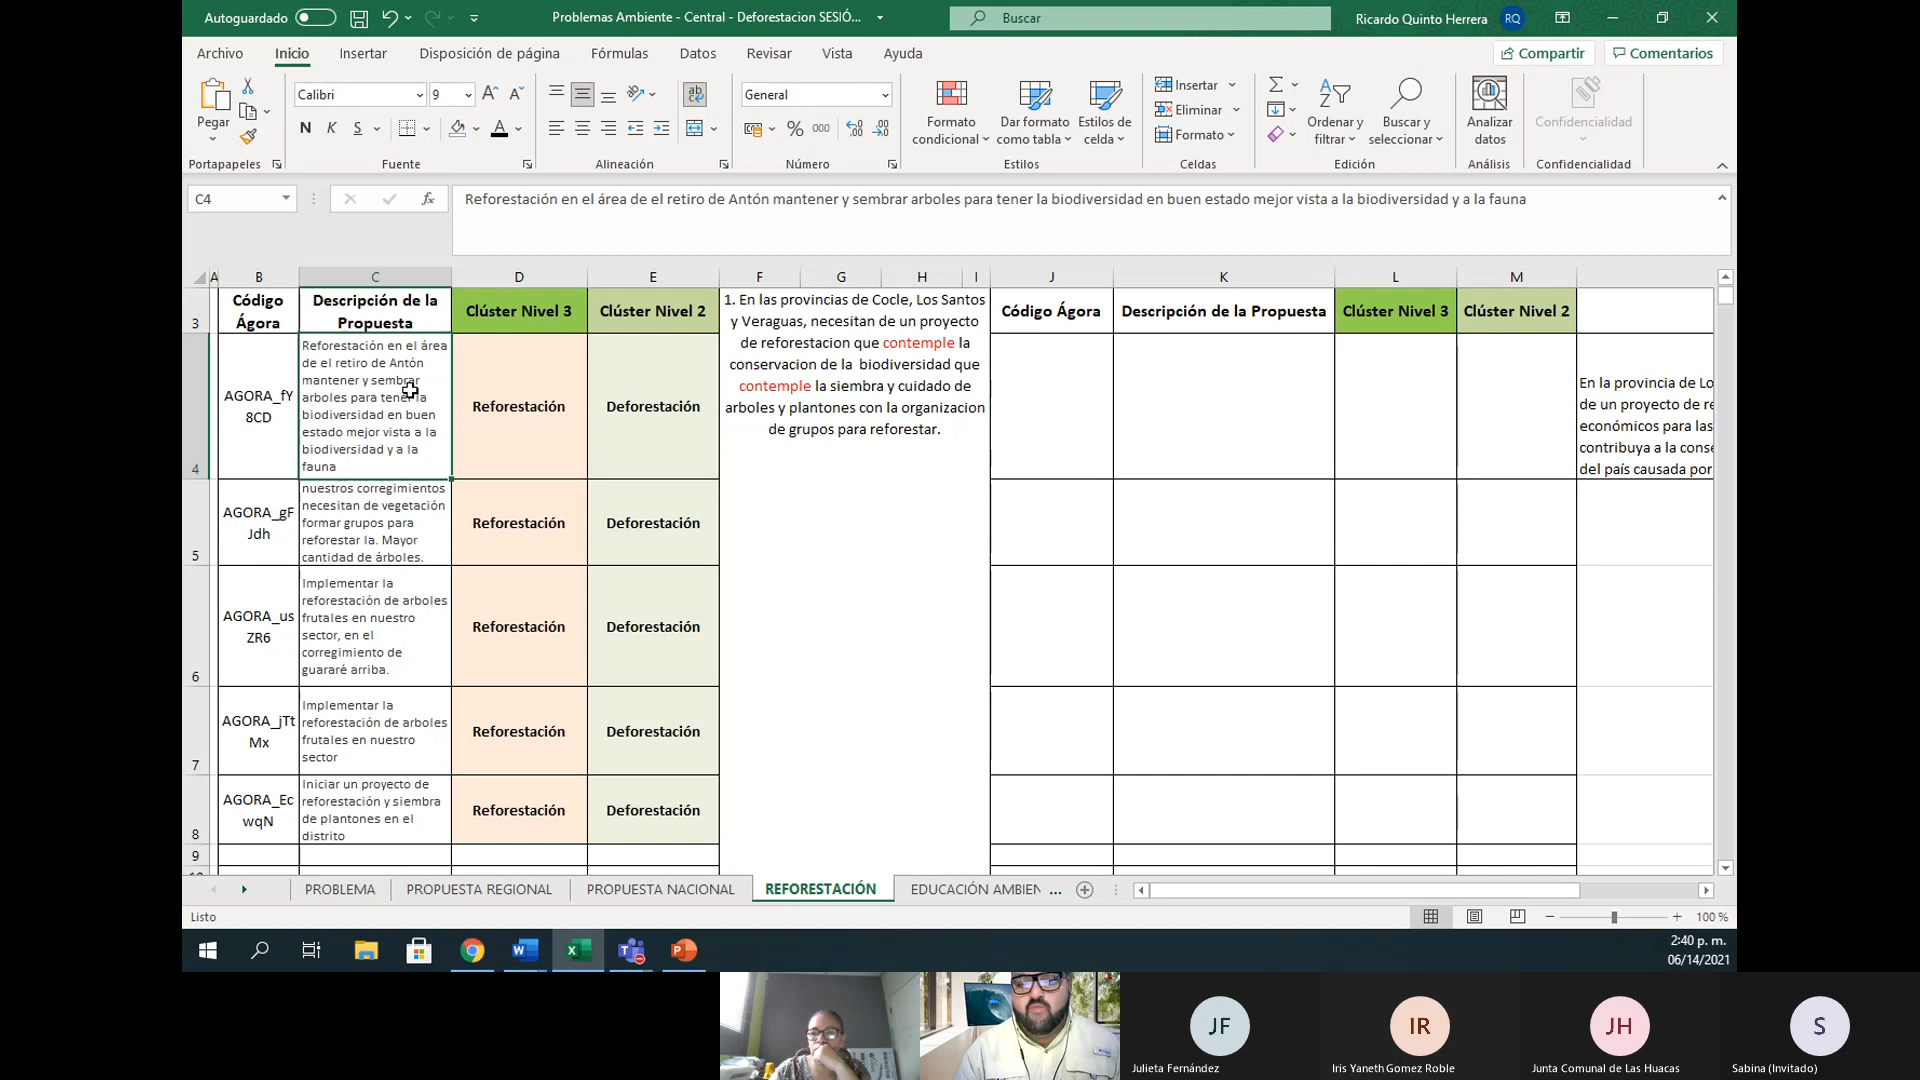 Autoguardado
Problemas Ambiente - Central - Deforestacion SESIÓ...
Buscar
Ricardo Quinto Herrera
RQ
Archivo
Inicio
Insertar
Disposición de página
Fórmulas
Datos
Revisar
Vista
Ayuda
Compartir
Comentarios
Pegar
Calibri
9
N K S
ab
General
% 000
Formato condicional
Dar formato como tabla
Estilos de celda
Insertar
Eliminar
Formato
Ordenar y filtrar
Buscar y seleccionar
Analizar datos
Confidencialidad
Portapapeles
Fuente
Alineación
Número
Estilos
Celdas
Edición
Análisis
Confidencialidad
C4
fx
Reforestación en el área de el retiro de Antón mantener y sembrar arboles para tener la biodiversidad en buen estado mejor vista a la biodiversidad y a la fauna
A B C D E F G H I J K L M
3
Código
Ágora
Descripción de la
Propuesta
Clúster Nivel 3
Clúster Nivel 2
1. En las provincias de Cocle, Los Santos
y Veraguas, necesitan de un proyecto
de reforestacion que contemple la
conservacion de la biodiversidad que
contemple la siembra y cuidado de
arboles y plantones con la organizacion
de grupos para reforestar.
Código Ágora
Descripción de la Propuesta
Clúster Nivel 3
Clúster Nivel 2
4
AGORA_fY
8CD
Reforestación en el área
de el retiro de Antón
mantener y sembrar
arboles para tener la
biodiversidad en buen
estado mejor vista a la
biodiversidad y a la
fauna
Reforestación
Deforestación
En la provincia de Lo
de un proyecto de re
económicos para las
contribuya a la conse
del país causada por
5
AGORA_gF
Jdh
nuestros corregimientos
necesitan de vegetación
formar grupos para
reforestar la. Mayor
cantidad de árboles.
Reforestación
Deforestación
6
AGORA_us
ZR6
Implementar la
reforestación de arboles
frutales en nuestro
sector, en el
corregimiento de
guararé arriba.
Reforestación
Deforestación
7
AGORA_jTt
Mx
Implementar la
reforestación de arboles
frutales en nuestro
sector
Reforestación
Deforestación
8
AGORA_Ec
wqN
Iniciar un proyecto de
reforestación y siembra
de plantones en el
distrito
Reforestación
Deforestación
9
PROBLEMA
PROPUESTA REGIONAL
PROPUESTA NACIONAL
REFORESTACIÓN
EDUCACIÓN AMBIEN ...
Listo
100 %
2:40 p. m.
06/14/2021
JF
Julieta Fernández
IR
Iris Yaneth Gomez Roble
JH
Junta Comunal de Las Huacas
S
Sabina (Invitado)